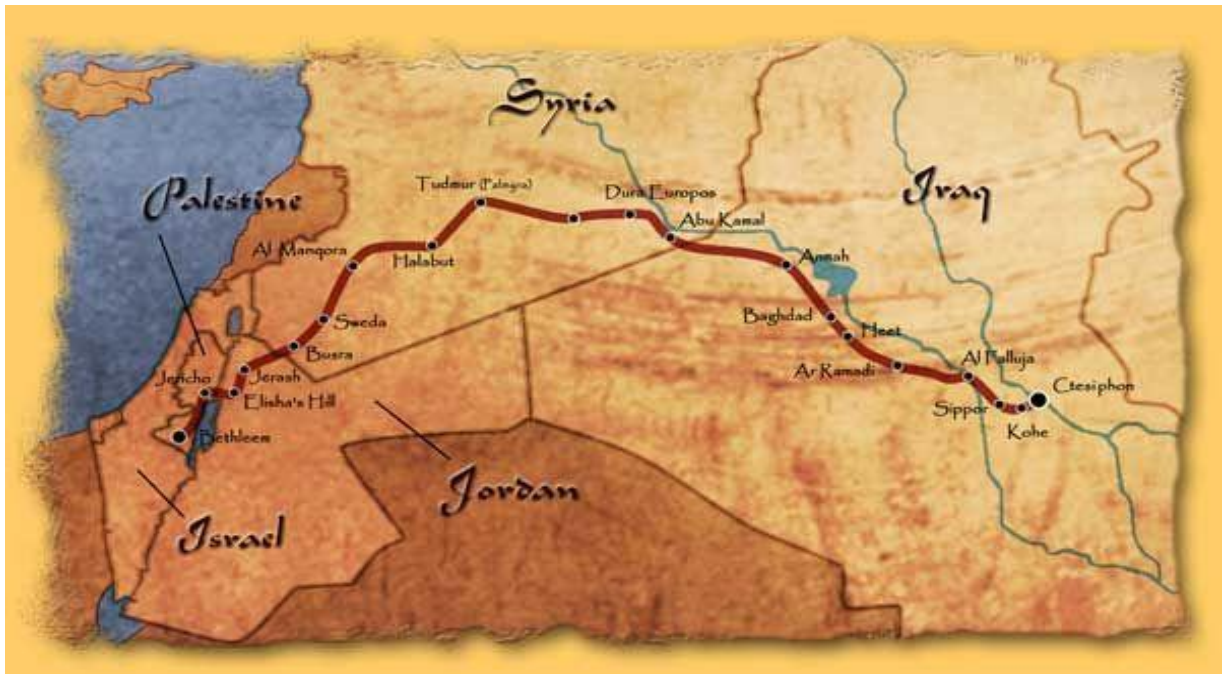 Syria
Palestine
Iraq
Tudmur (Palmyra)
Dura Europos
Abu Kamal
Al Manqora
Halabut
Annah
Sweda
Baghdad
Heet
Busra
Al Falluja
Jericho
Jerash
Ar Ramadi
Ctesiphon
Elisha's Hill
Sippor
Kohe
Bethleem
Jordan
Israel